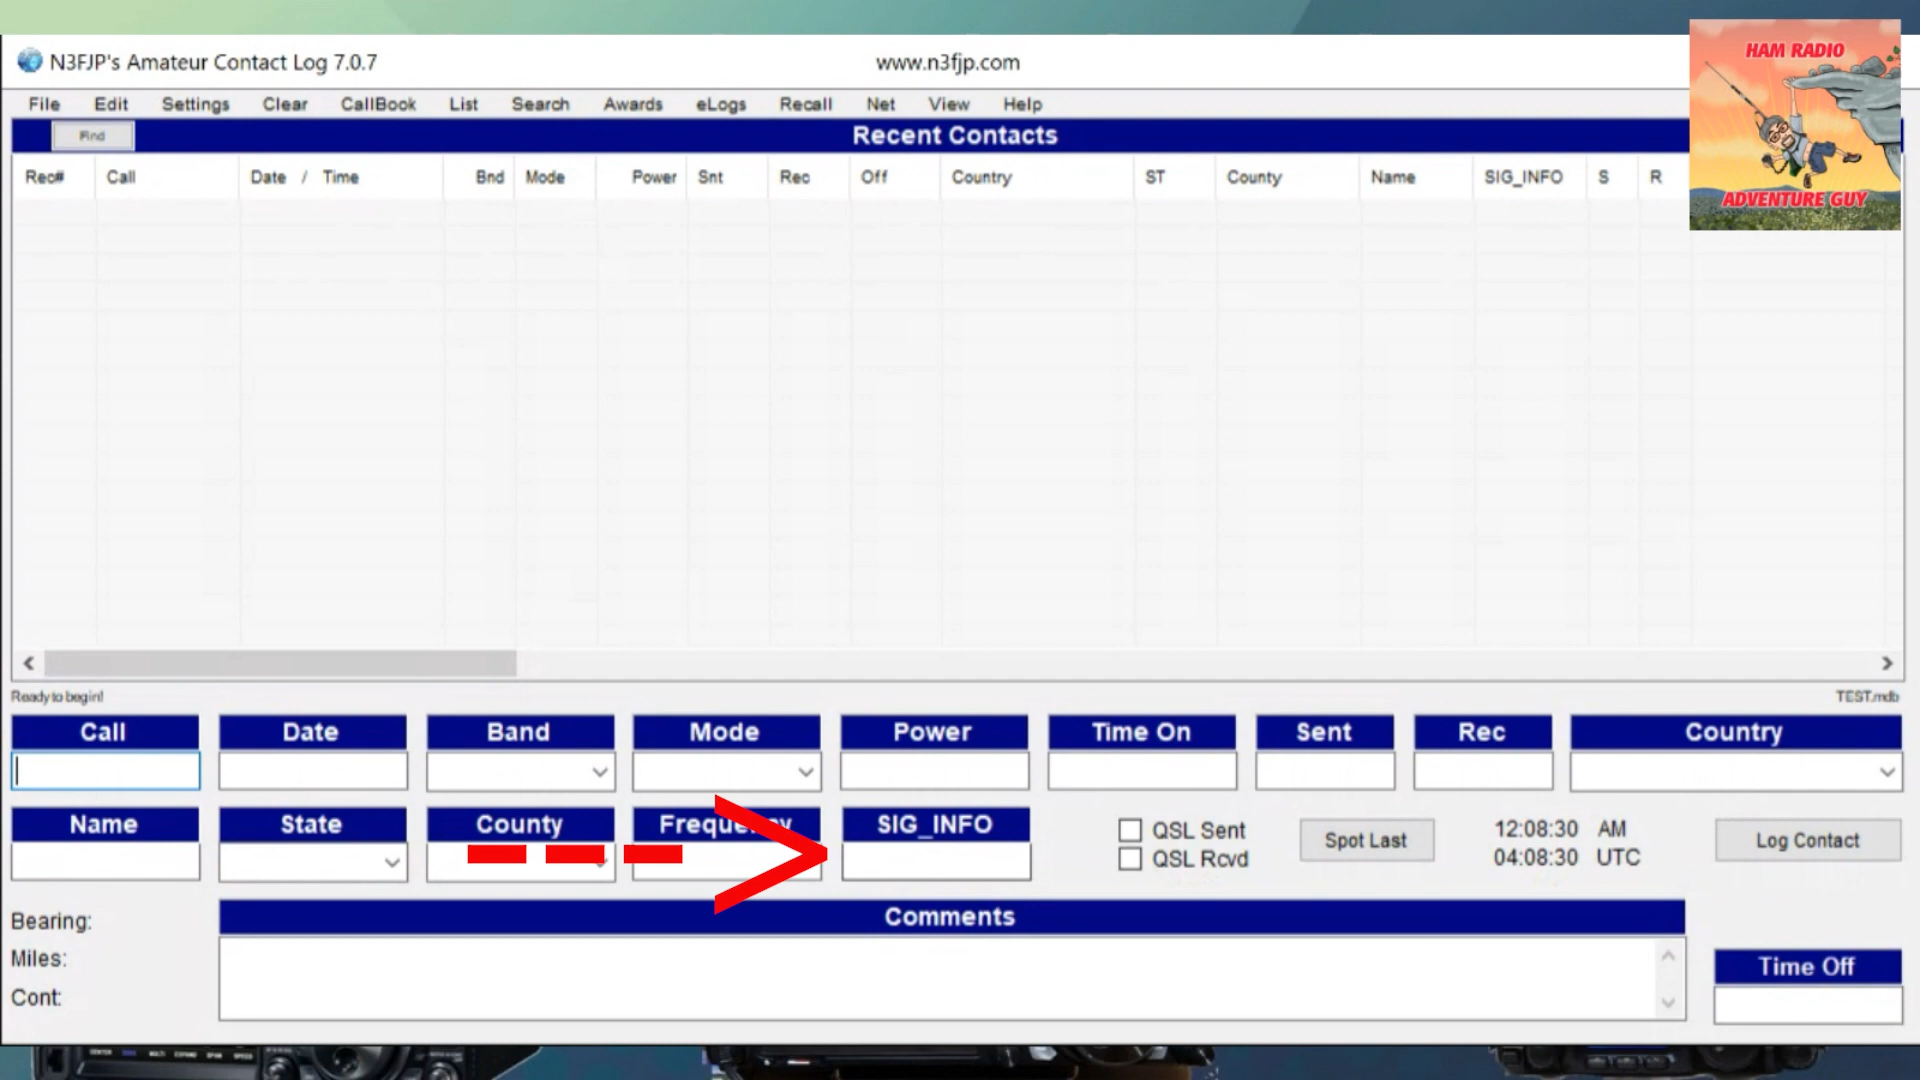 N3FJP's Amateur Contact Log 7.0.7 www.n3fjp.com
HAM RADIO
ADVENTURE GUY
File Edit Settings Clear CallBook List Search Awards eLogs Recall Net View Help
Find Recent Contacts
Rec# Call Date / Time Bnd Mode Power Snt Rec Off Country ST County Name SIG_INFO S R
Ready to begin! TEST.mdb
Call Date Band Mode Power Time On Sent Rec Country
Name State County Frequency SIG_INFO
QSL Sent Spot Last 12:08:30 AM Log Contact
QSL Rcvd 04:08:30 UTC
Bearing: Comments
Miles:
Time Off
Cont: